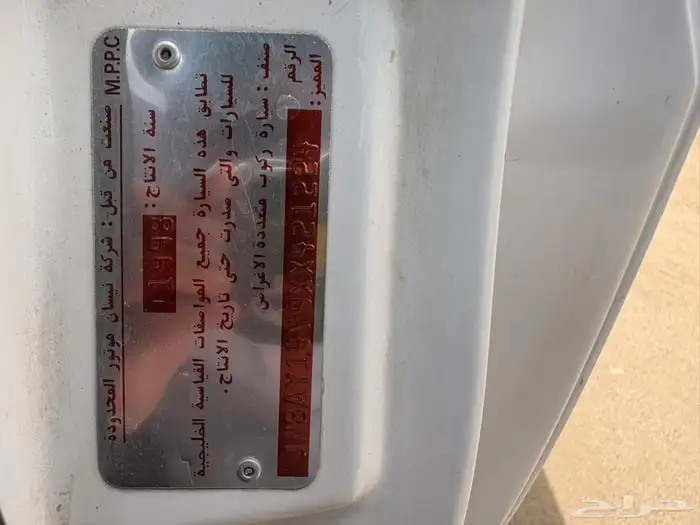 صنعت من قبل : شركة نيسان موتور المحدودة M.P.P.C
سنة الانتاج : 1998
تطابق هذه السيارة جميع المواصفات القياسية الخليجية
للسيارات والتى صدرت حتى تاريخ الانتاج .
صنف : سيارة ركوب متعددة الاغراض
الرقم
المميز :
حراج